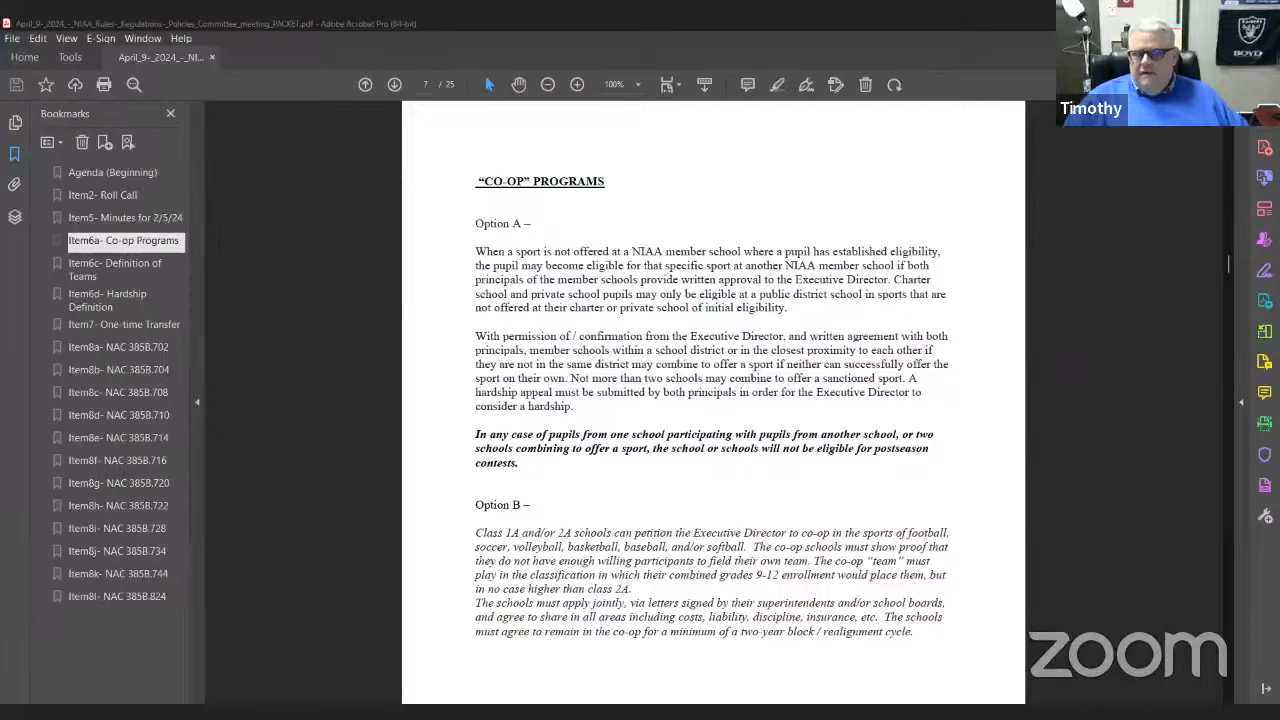 April_9-_2024_-_NIAA_Rules-_Regulations-_Policies_Committee_meeting_PACKET.pdf - Adobe Acrobat Pro (64-bit)
File Edit View E-Sign Window Help
Home Tools April_9-_2024_-_NI... ×
7 / 25 100%
RAIDERS
BOYD
Timothy
Bookmarks
Agenda (Beginning)
Item2- Roll Call
Item5- Minutes for 2/5/24
Item6a- Co-op Programs
Item6c- Definition of
Teams
Item6d- Hardship
Definition
Item7- One-time Transfer
Item8a- NAC 385B.702
Item8b- NAC 385B.704
Item8c- NAC 385B.708
Item8d- NAC 385B.710
Item8e- NAC 385B.714
Item8f- NAC 385B.716
Item8g- NAC 385B.720
Item8h- NAC 385B.722
Item8i- NAC 385B.728
Item8j- NAC 385B.734
Item8k- NAC 385B.744
Item8l- NAC 385B.824
“CO-OP” PROGRAMS
Option A –
When a sport is not offered at a NIAA member school where a pupil has established eligibility,
the pupil may become eligible for that specific sport at another NIAA member school if both
principals of the member schools provide written approval to the Executive Director. Charter
school and private school pupils may only be eligible at a public district school in sports that are
not offered at their charter or private school of initial eligibility.
With permission of / confirmation from the Executive Director, and written agreement with both
principals, member schools within a school district or in the closest proximity to each other if
they are not in the same district may combine to offer a sport if neither can successfully offer the
sport on their own. Not more than two schools may combine to offer a sanctioned sport. A
hardship appeal must be submitted by both principals in order for the Executive Director to
consider a hardship.
In any case of pupils from one school participating with pupils from another school, or two
schools combining to offer a sport, the school or schools will not be eligible for postseason
contests.
Option B –
Class 1A and/or 2A schools can petition the Executive Director to co-op in the sports of football,
soccer, volleyball, basketball, baseball, and/or softball. The co-op schools must show proof that
they do not have enough willing participants to field their own team. The co-op “team” must
play in the classification in which their combined grades 9-12 enrollment would place them, but
in no case higher than class 2A.
The schools must apply jointly, via letters signed by their superintendents and/or school boards,
and agree to share in all areas including costs, liability, discipline, insurance, etc. The schools
must agree to remain in the co-op for a minimum of a two-year block / realignment cycle.
zoom